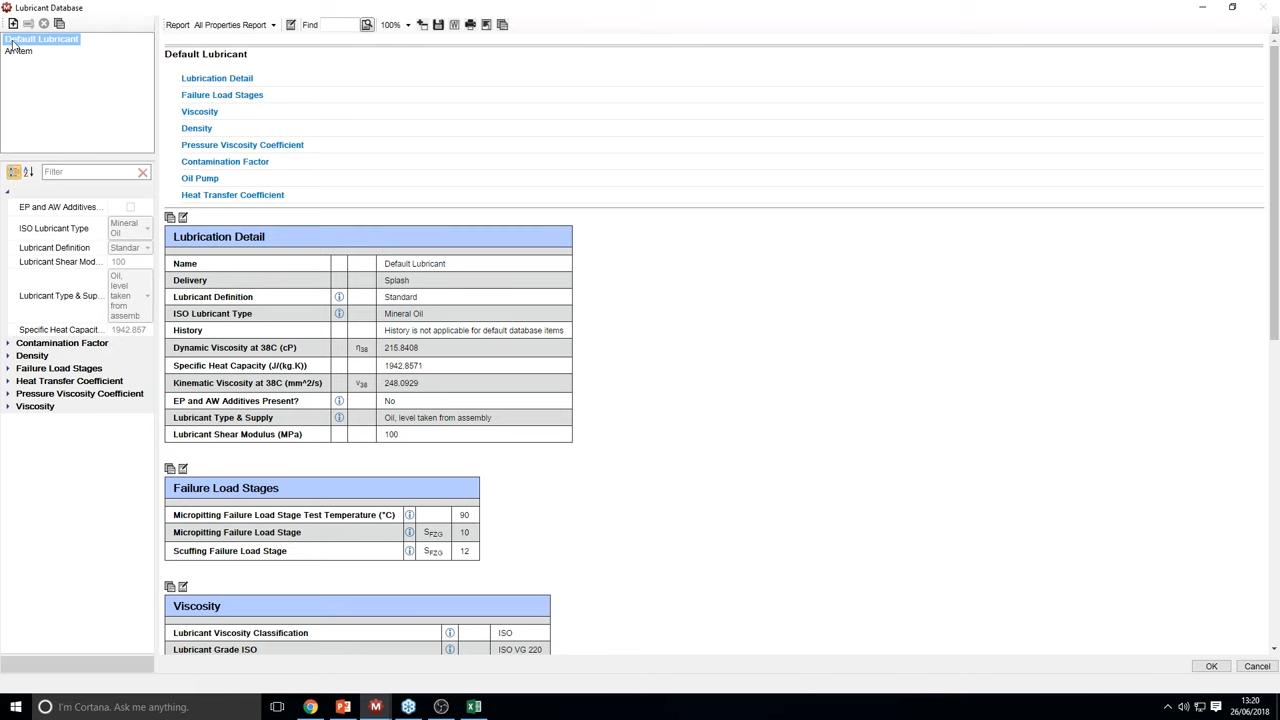 Lubricant Database
Report All Properties Report Find 100%
Default Lubricant
An Item
Filter
EP and AW Additives...
ISO Lubricant Type Mineral Oil
Lubricant Definition Standar
Lubricant Shear Mod... 100
Lubricant Type & Sup... Oil, level taken from assemb
Specific Heat Capacit... 1942.857
Contamination Factor
Density
Failure Load Stages
Heat Transfer Coefficient
Pressure Viscosity Coefficient
Viscosity
Default Lubricant
Lubrication Detail
Failure Load Stages
Viscosity
Density
Pressure Viscosity Coefficient
Contamination Factor
Oil Pump
Heat Transfer Coefficient
Lubrication Detail
Name Default Lubricant
Delivery Splash
Lubricant Definition Standard
ISO Lubricant Type Mineral Oil
History History is not applicable for default database items
Dynamic Viscosity at 38C (cP) η38 215.8408
Specific Heat Capacity (J/(kg.K)) 1942.8571
Kinematic Viscosity at 38C (mm^2/s) v38 248.0929
EP and AW Additives Present? No
Lubricant Type & Supply Oil, level taken from assembly
Lubricant Shear Modulus (MPa) 100
Failure Load Stages
Micropitting Failure Load Stage Test Temperature (°C) 90
Micropitting Failure Load Stage SFZG 10
Scuffing Failure Load Stage SFZG 12
Viscosity
Lubricant Viscosity Classification ISO
Lubricant Grade ISO ISO VG 220
OK Cancel
I'm Cortana. Ask me anything.
13:20
26/06/2018